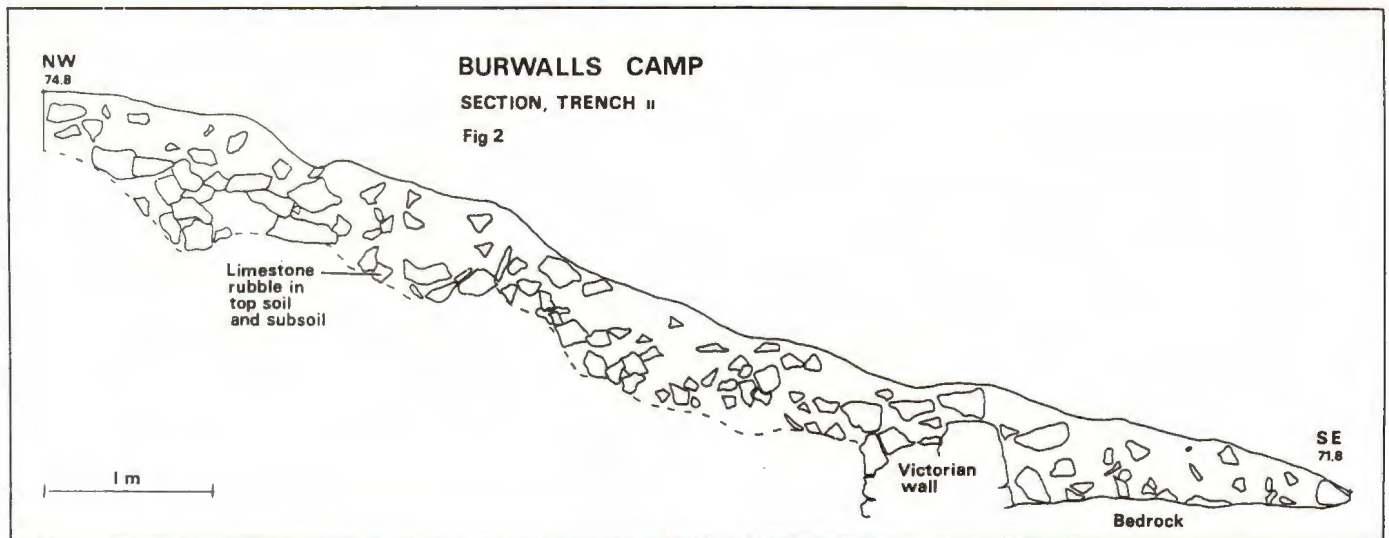 BURWALLS CAMP
SECTION, TRENCH II
Fig 2
NW
74.8
Limestone
rubble in
top soil
and subsoil
1 m
Victorian
wall
SE
71.8
Bedrock